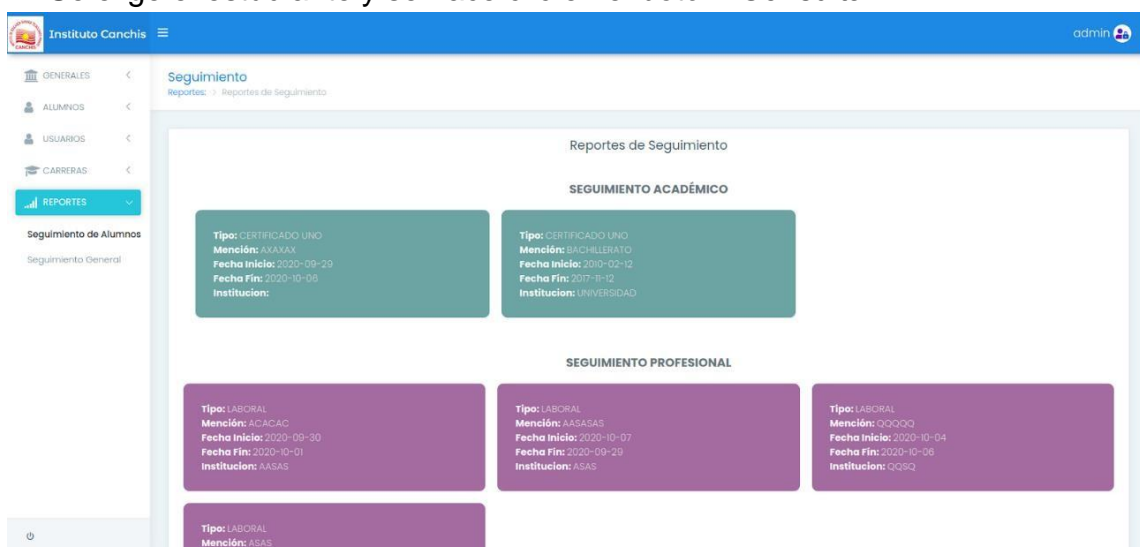 Instituto Canchis
admin
GENERALES
ALUMNOS
USUARIOS
CARRERAS
REPORTES
Seguimiento de Alumnos
Seguimiento General
Seguimiento
Reportes: > Reportes de Seguimiento
Reportes de Seguimiento
SEGUIMIENTO ACADÉMICO
Tipo: CERTIFICADO UNO
Mención: AXAXAX
Fecha Inicio: 2020-09-29
Fecha Fin: 2020-10-06
Institucion:
Tipo: CERTIFICADO UNO
Mención: BACHILLERATO
Fecha Inicio: 2010-02-12
Fecha Fin: 2017-11-12
Institucion: UNIVERSIDAD
SEGUIMIENTO PROFESIONAL
Tipo: LABORAL
Mención: ACACAC
Fecha Inicio: 2020-09-30
Fecha Fin: 2020-10-01
Institucion: AASAS
Tipo: LABORAL
Mención: AASASAS
Fecha Inicio: 2020-10-07
Fecha Fin: 2020-09-29
Institucion: ASAS
Tipo: LABORAL
Mención: QQQQQ
Fecha Inicio: 2020-10-04
Fecha Fin: 2020-10-06
Institucion: QQSQ
Tipo: LABORAL
Mención: ASAS